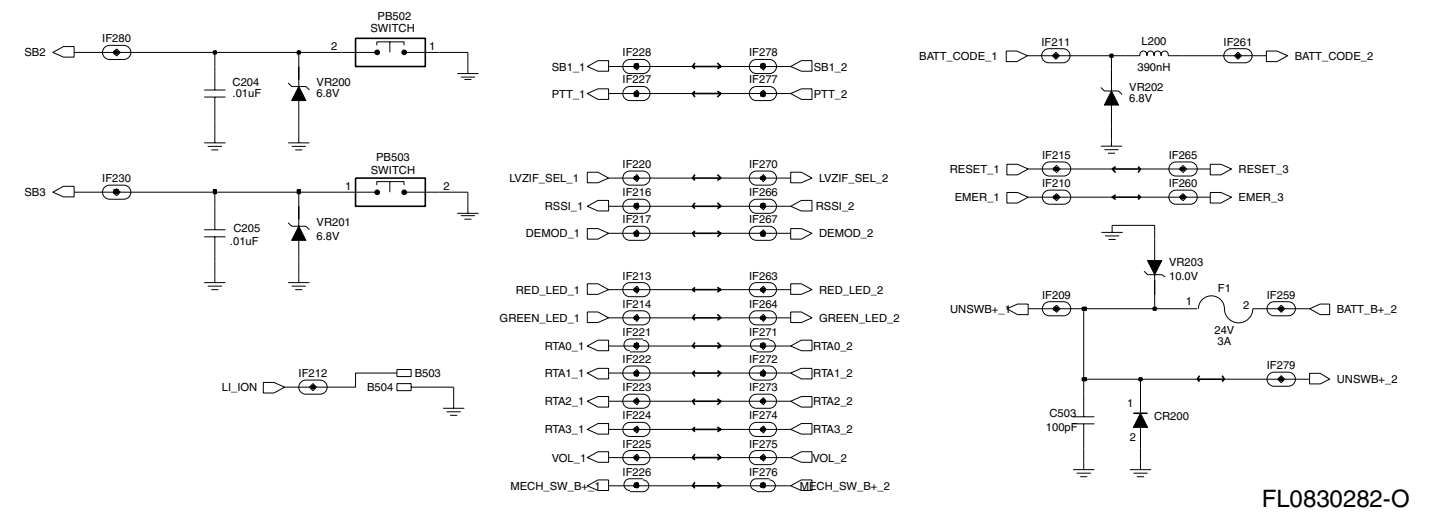 PB502
SWITCH
SB2
IF280
2
1
C204
.01uF
VR200
6.8V
PB503
SWITCH
SB3
IF230
1
2
C205
.01uF
VR201
6.8V
LI_ION
IF212
B503
B504
SB1_1
IF228
IF278
SB1_2
PTT_1
IF227
IF277
PTT_2
LVZIF_SEL_1
IF220
IF270
LVZIF_SEL_2
RSSI_1
IF216
IF266
RSSI_2
DEMOD_1
IF217
IF267
DEMOD_2
RED_LED_1
IF213
IF263
RED_LED_2
GREEN_LED_1
IF214
IF264
GREEN_LED_2
RTA0_1
IF221
IF271
RTA0_2
RTA1_1
IF222
IF272
RTA1_2
RTA2_1
IF223
IF273
RTA2_2
RTA3_1
IF224
IF274
RTA3_2
VOL_1
IF225
IF275
VOL_2
MECH_SW_B+_1
IF226
IF276
MECH_SW_B+_2
BATT_CODE_1
IF211
L200
390nH
IF261
BATT_CODE_2
VR202
6.8V
RESET_1
IF215
IF265
RESET_3
EMER_1
IF210
IF260
EMER_3
VR203
10.0V
UNSWB+_1
IF209
1
F1
2
24V
3A
IF259
BATT_B+_2
IF279
UNSWB+_2
C503
100pF
1
CR200
2
FL0830282-O